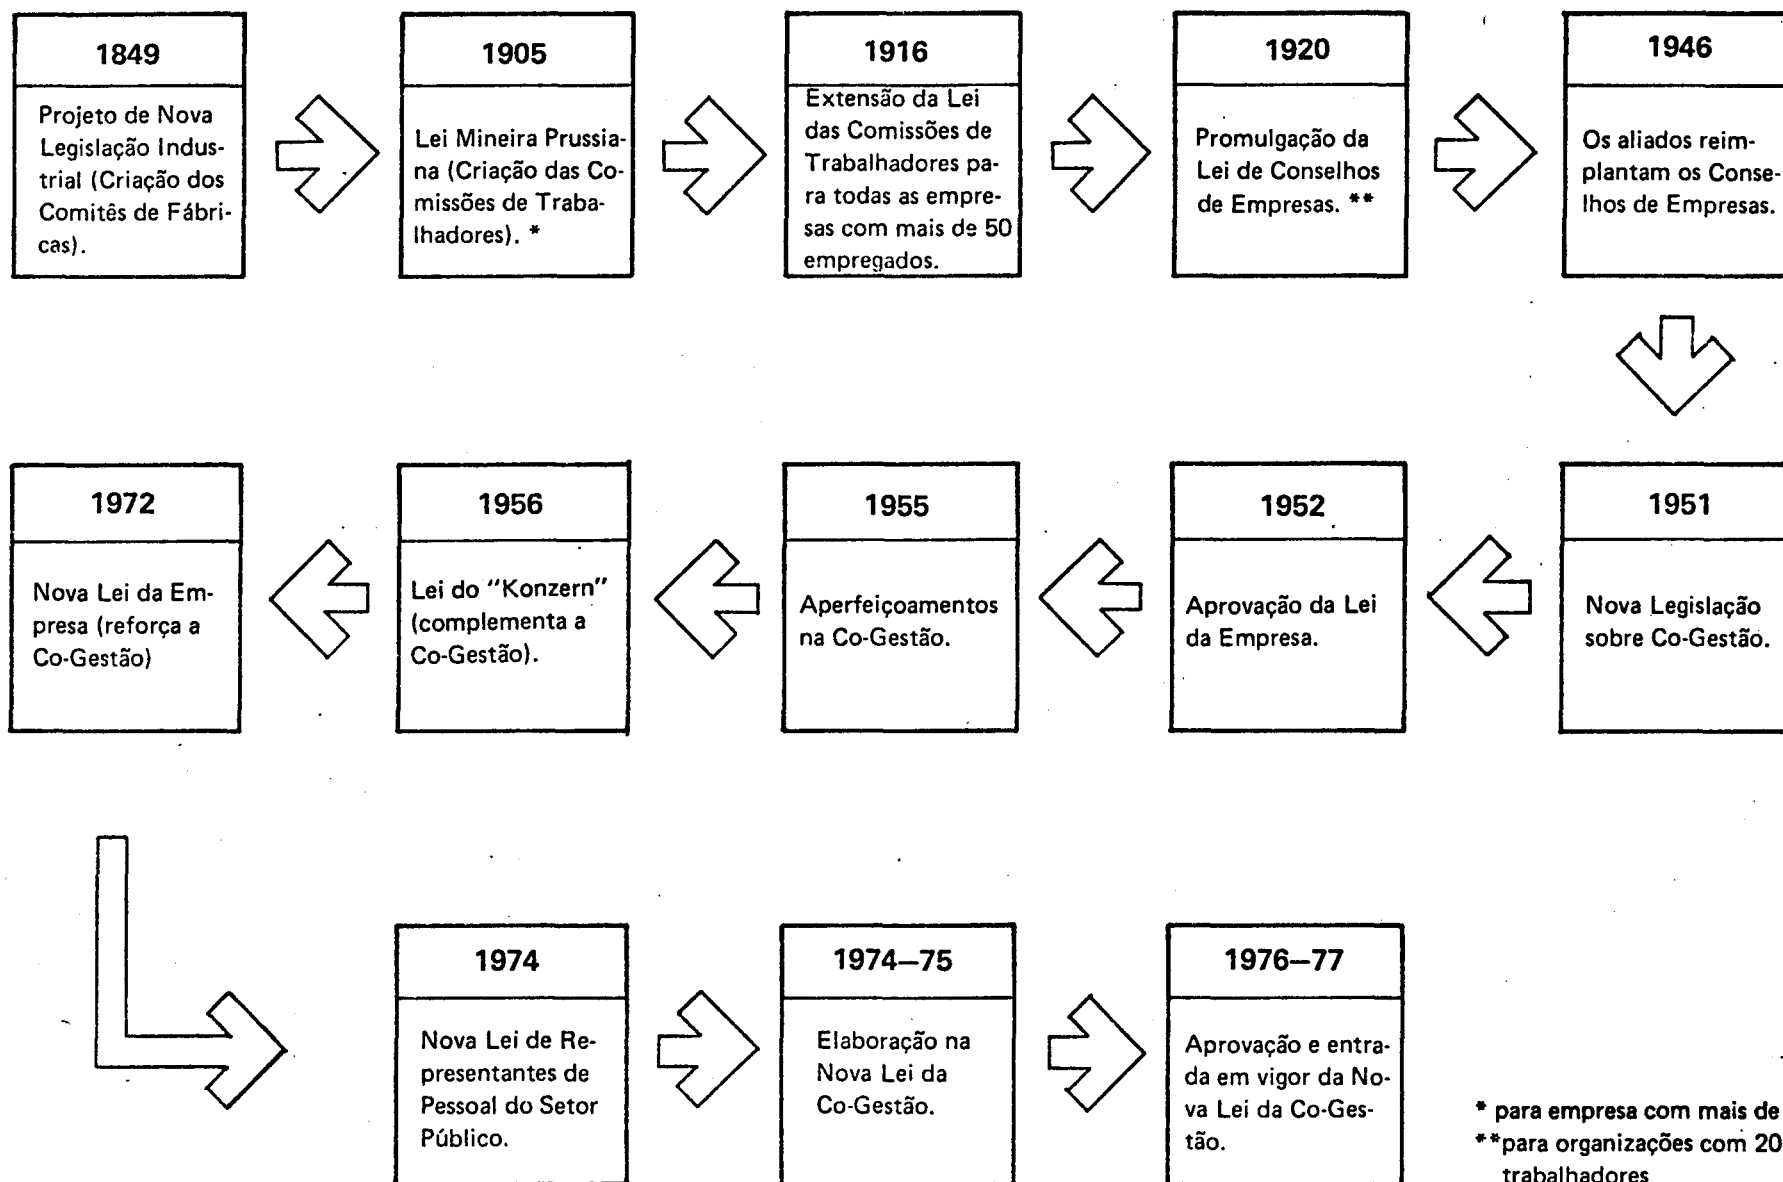 1849
Projeto de Nova
Legislação Indus-
trial (Criação dos
Comitês de Fábri-
cas).
1905
Lei Mineira Prussia-
na (Criação das Co-
missões de Traba-
lhadores). *
1916
Extensão da Lei
das Comissões de
Trabalhadores pa-
ra todas as empre-
sas com mais de 50
empregados.
1920
Promulgação da
Lei de Conselhos
de Empresas. **
1946
Os aliados reim-
plantam os Conse-
lhos de Empresas.
1951
Nova Legislação
sobre Co-Gestão.
1952
Aprovação da Lei
da Empresa.
1955
Aperfeiçoamentos
na Co-Gestão.
1956
Lei do "Konzern"
(complementa a
Co-Gestão).
1972
Nova Lei da Em-
presa (reforça a
Co-Gestão)
1974
Nova Lei de Re-
presentantes de
Pessoal do Setor
Público.
1974–75
Elaboração na
Nova Lei da
Co-Gestão.
1976–77
Aprovação e entra-
da em vigor da No-
va Lei da Co-Ges-
tão.
* para empresa com mais de
**para organizações com 20
trabalhadores